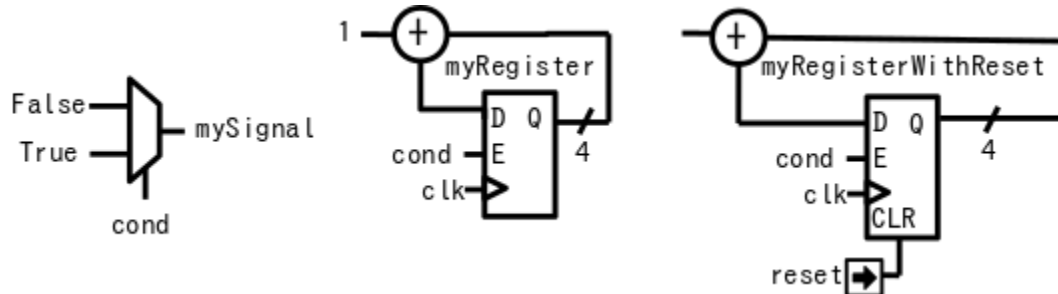 False
True
mySignal
cond
1
+
myRegister
D Q
E
4
cond
clk
+
myRegisterWithReset
D Q
E
4
cond
clk
CLR
reset